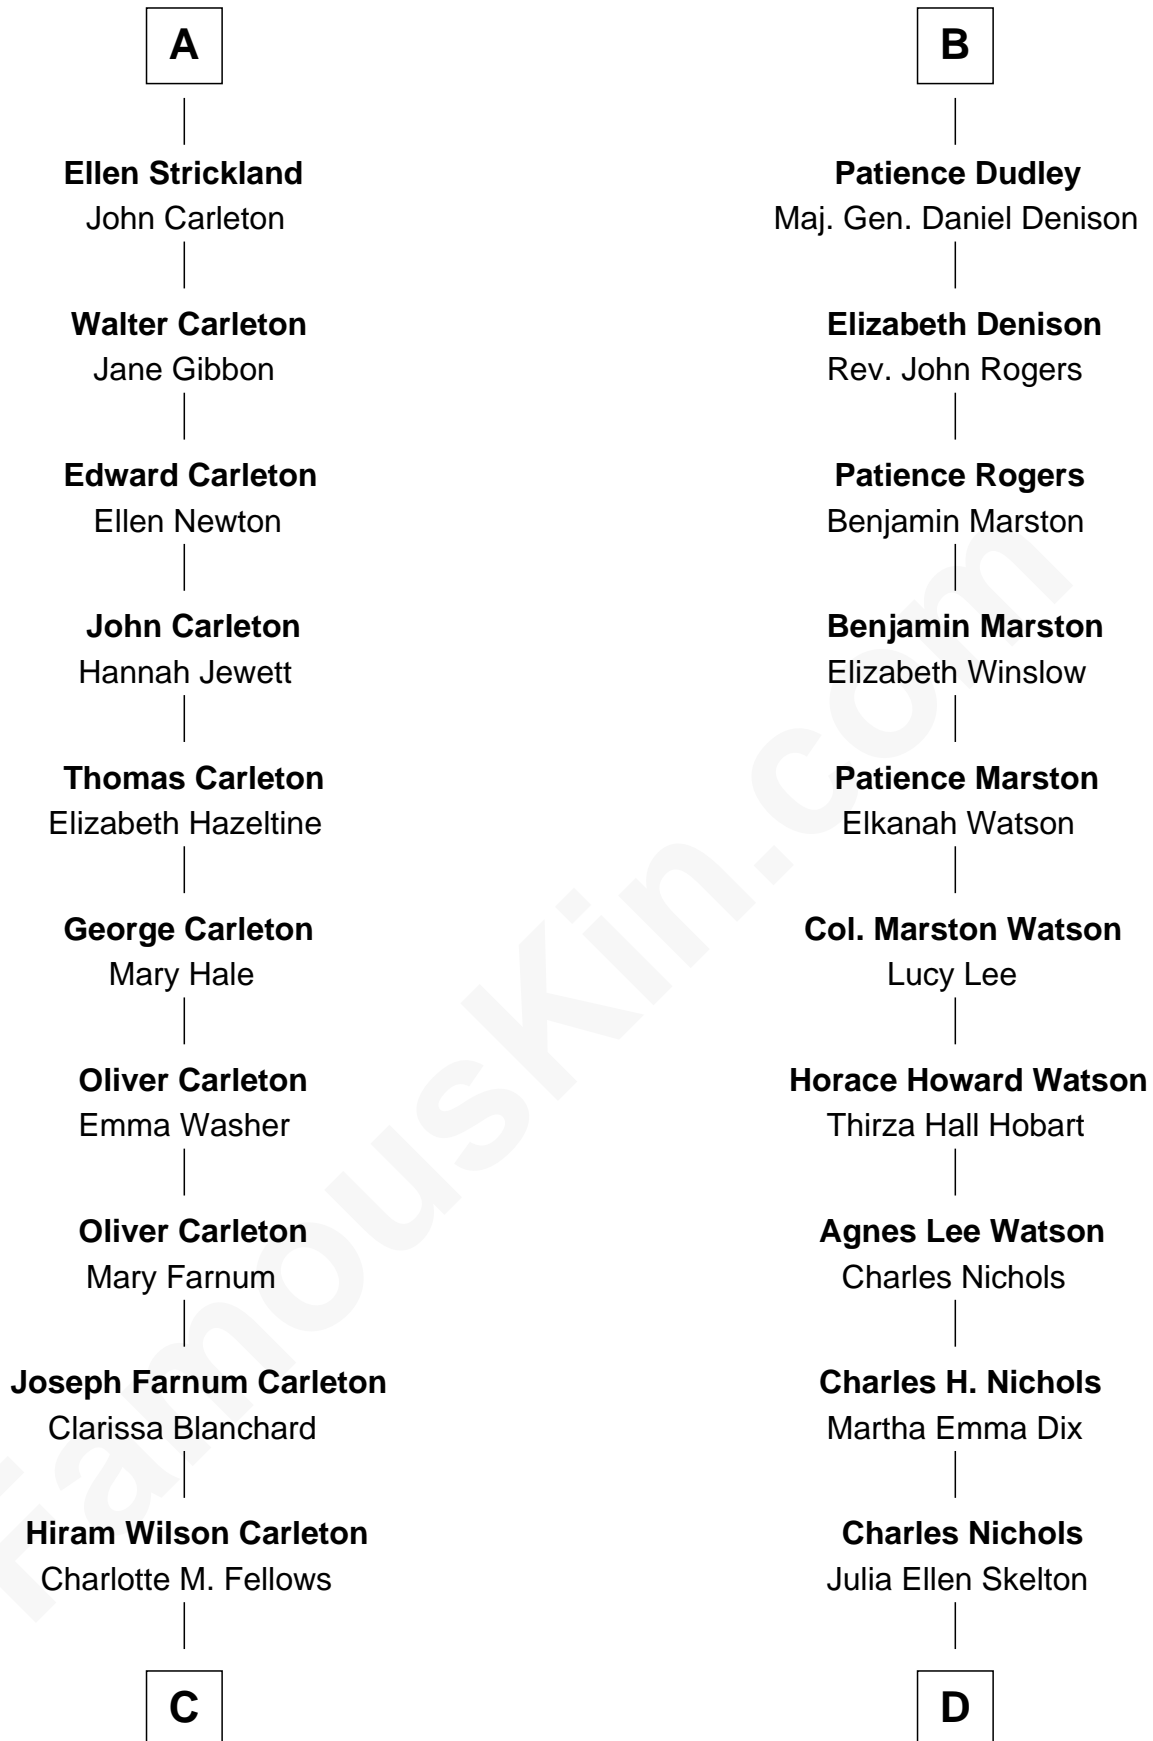 A
Ellen Strickland
John Carleton
Walter Carleton
Jane Gibbon
Edward Carleton
Ellen Newton
John Carleton
Hannah Jewett
Thomas Carleton
Elizabeth Hazeltine
George Carleton
Mary Hale
Oliver Carleton
Emma Washer
Oliver Carleton
Mary Farnum
Joseph Farnum Carleton
Clarissa Blanchard
Hiram Wilson Carleton
Charlotte M. Fellows
C
B
Patience Dudley
Maj. Gen. Daniel Denison
Elizabeth Denison
Rev. John Rogers
Patience Rogers
Benjamin Marston
Benjamin Marston
Elizabeth Winslow
Patience Marston
Elkanah Watson
Col. Marston Watson
Lucy Lee
Horace Howard Watson
Thirza Hall Hobart
Agnes Lee Watson
Charles Nichols
Charles H. Nichols
Martha Emma Dix
Charles Nichols
Julia Ellen Skelton
D
FamousKin.com